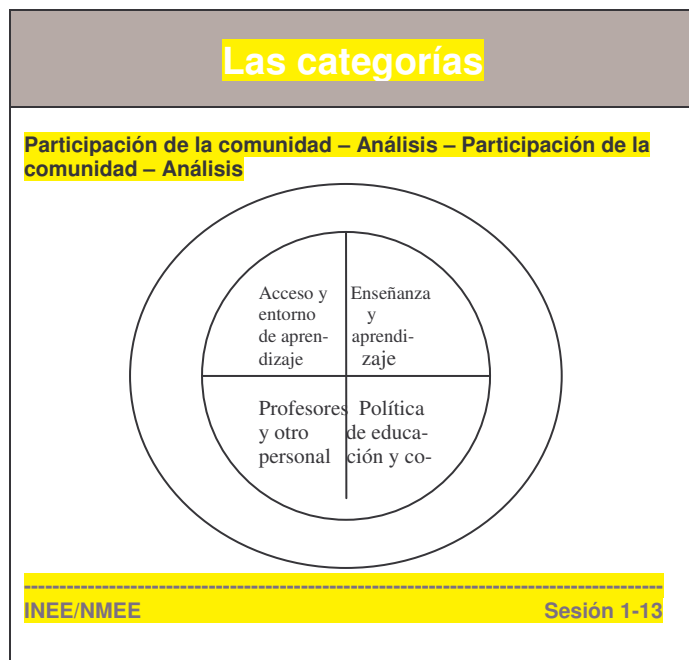 Las categorías
Participación de la comunidad – Análisis – Participación de la
comunidad – Análisis
Acceso y
entorno
de apren-
dizaje
Enseñanza
y
aprendi-
zaje
Profesores
y otro
personal
Política
de educa-
ción y co-
INEE/NMEE Sesión 1-13